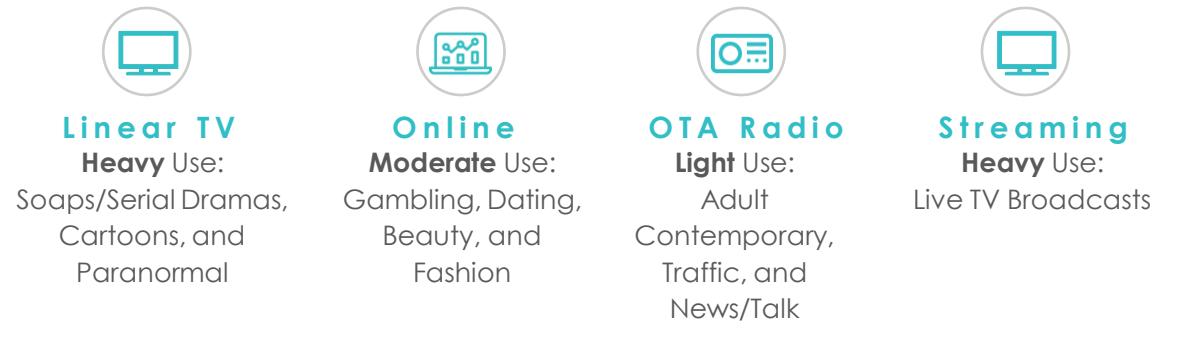 Linear TV
Heavy Use:
Soaps/Serial Dramas,
Cartoons, and
Paranormal
Online
Moderate Use:
Gambling, Dating,
Beauty, and
Fashion
OTA Radio
Light Use:
Adult
Contemporary,
Traffic, and
News/Talk
Streaming
Heavy Use:
Live TV Broadcasts